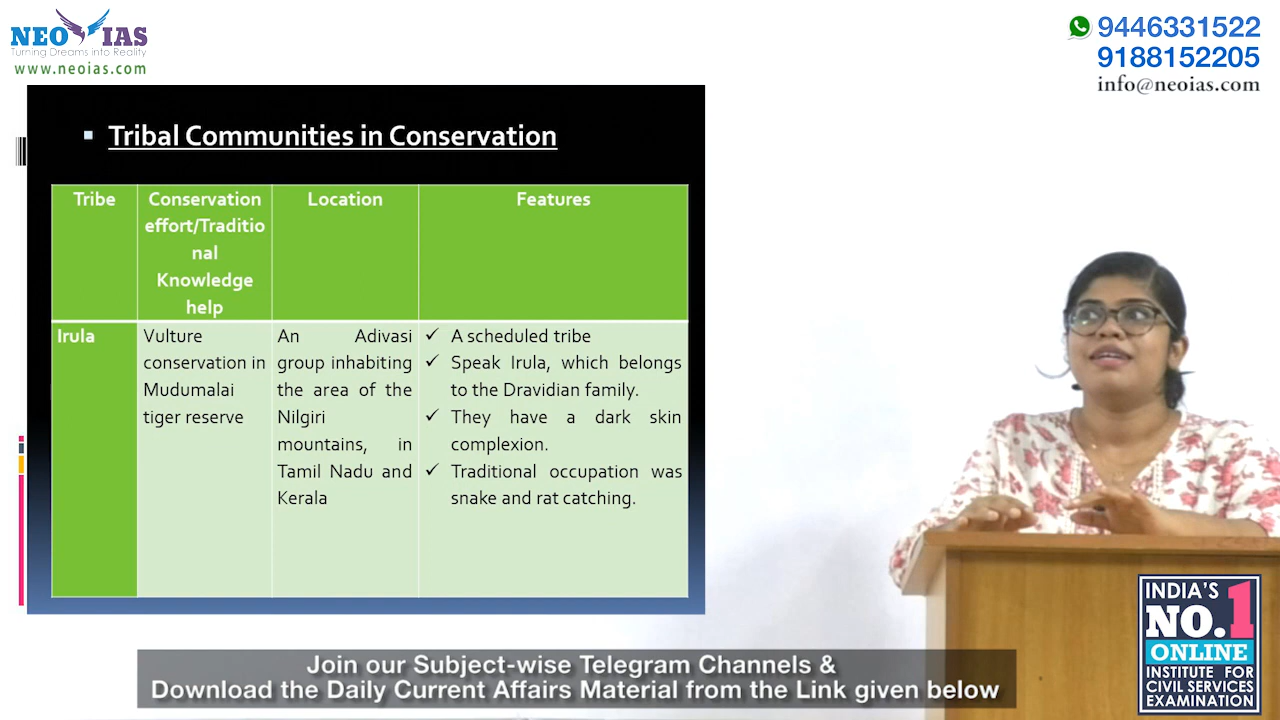 NEO IAS
Turning Dreams into Reality
www.neoias.com
9446331522
9188152205
info@neoias.com
Tribal Communities in Conservation
Tribe
Conservation
effort/Traditio
nal
Knowledge
help
Location
Features
Irula
Vulture
conservation in
Mudumalai
tiger reserve
An Adivasi
group inhabiting
the area of the
Nilgiri
mountains, in
Tamil Nadu and
Kerala
✓ A scheduled tribe
✓ Speak Irula, which belongs
to the Dravidian family.
✓ They have a dark skin
complexion.
✓ Traditional occupation was
snake and rat catching.
INDIA'S
NO.1
ONLINE
INSTITUTE FOR
CIVIL SERVICES
EXAMINATION
Join our Subject-wise Telegram Channels &
Download the Daily Current Affairs Material from the Link given below